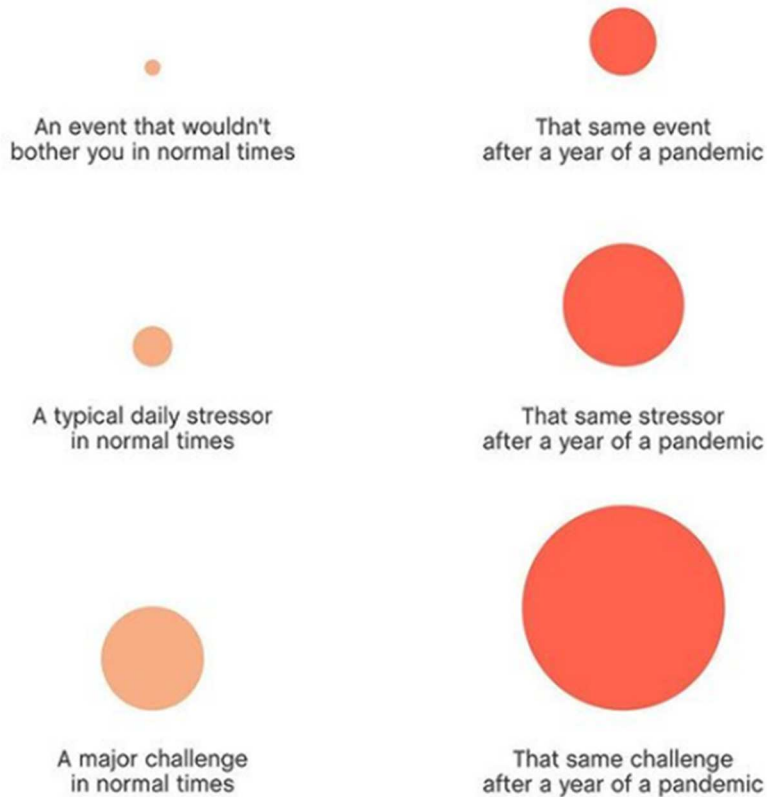 An event that wouldn't
bother you in normal times
That same event
after a year of a pandemic
A typical daily stressor
in normal times
That same stressor
after a year of a pandemic
A major challenge
in normal times
That same challenge
after a year of a pandemic